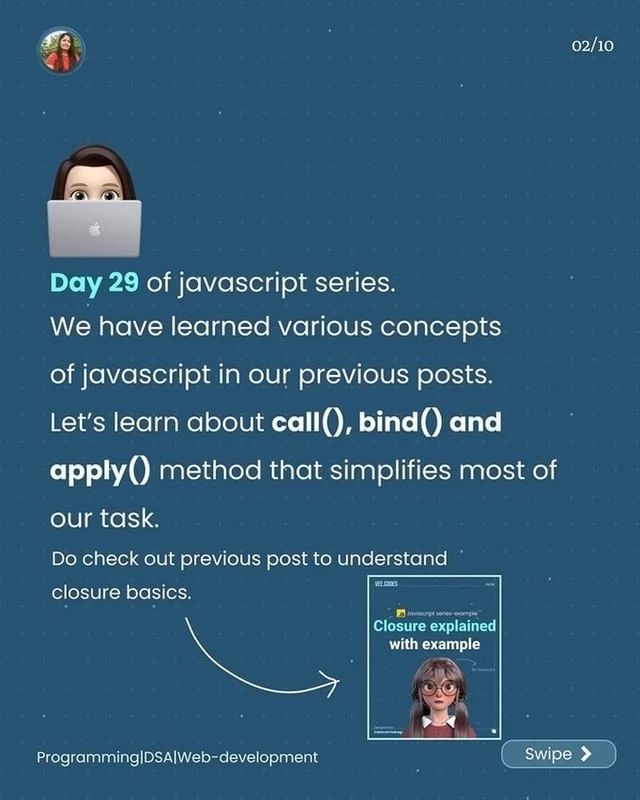 02/10
Day 29 of javascript series.
We have learned various concepts
of javascript in our previous posts.
Let's learn about call(), bind() and
apply() method that simplifies most of
our task.
Do check out previous post to understand
closure basics.
VEE.CODES
JS Javascript series-example
Closure explained
with example
Programming|DSA|Web-development
Swipe